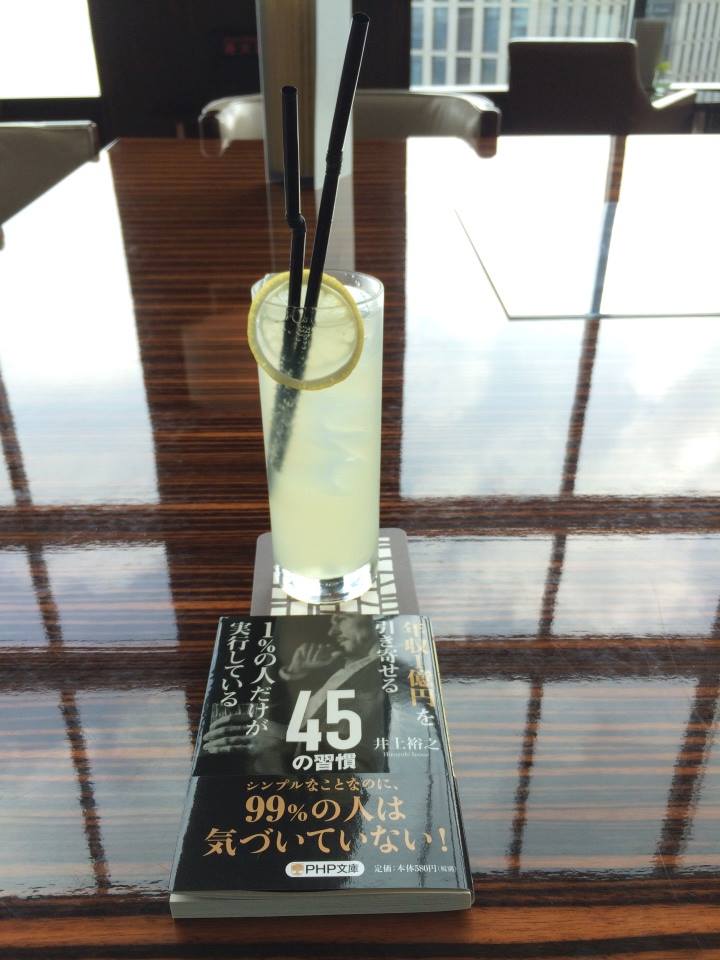 年収1億円を
引き寄せる
1%の人だけが
実行している
45
の習慣
井上裕之
シンプルなことなのに、
99%の人は
気づいていない!
PHP文庫
定価:本体580円(税別)